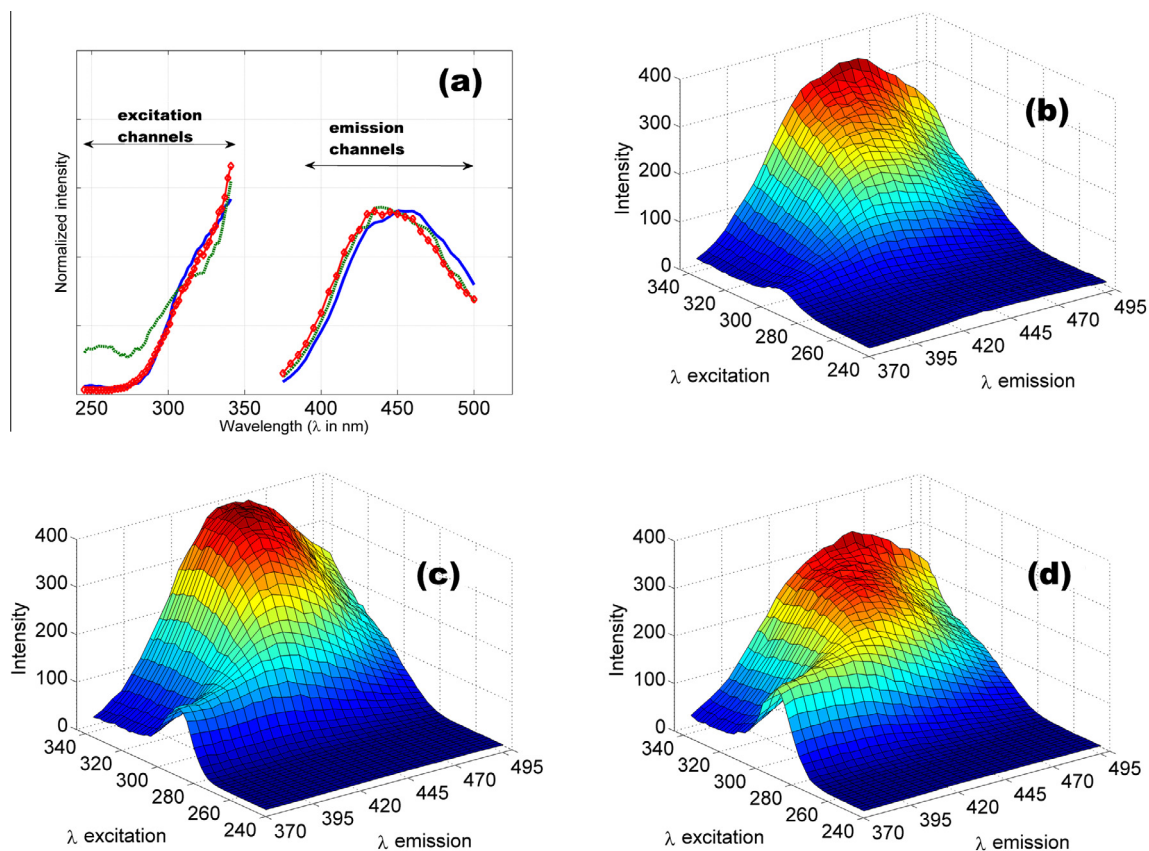 (a)
excitation
channels
emission
channels
Normalized intensity
250 300 350 400 450 500
Wavelength (λ in nm)
(b)
Intensity
400
300
200
100
0
340
320
300
280
260
240
λ excitation
370
395
420
445
470
495
λ emission
(c)
Intensity
400
300
200
100
0
340
320
300
280
260
240
λ excitation
370
395
420
445
470
495
λ emission
(d)
Intensity
400
300
200
100
0
340
320
300
280
260
240
λ excitation
370
395
420
445
470
495
λ emission